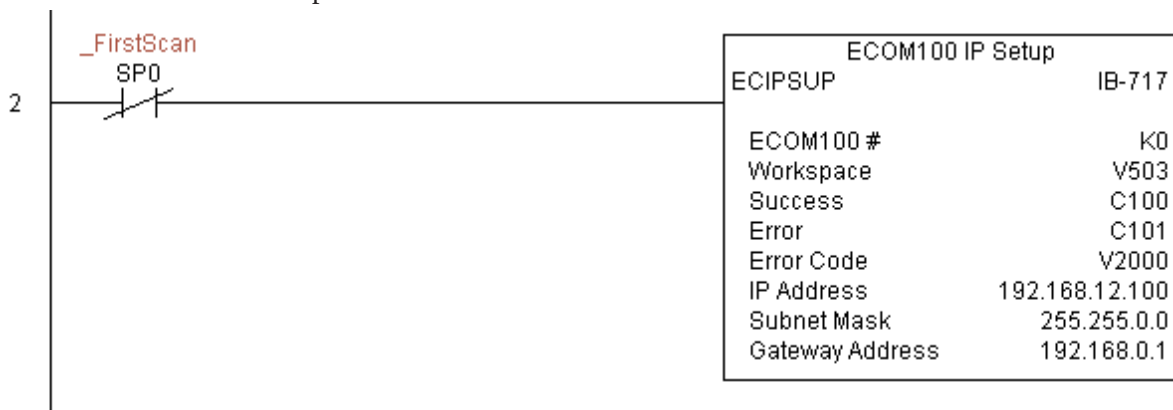 _FirstScan
SP0
2
ECOM100 IP Setup
ECIPSUP IB-717
ECOM100 # K0
Workspace V503
Success C100
Error C101
Error Code V2000
IP Address 192.168.12.100
Subnet Mask 255.255.0.0
Gateway Address 192.168.0.1